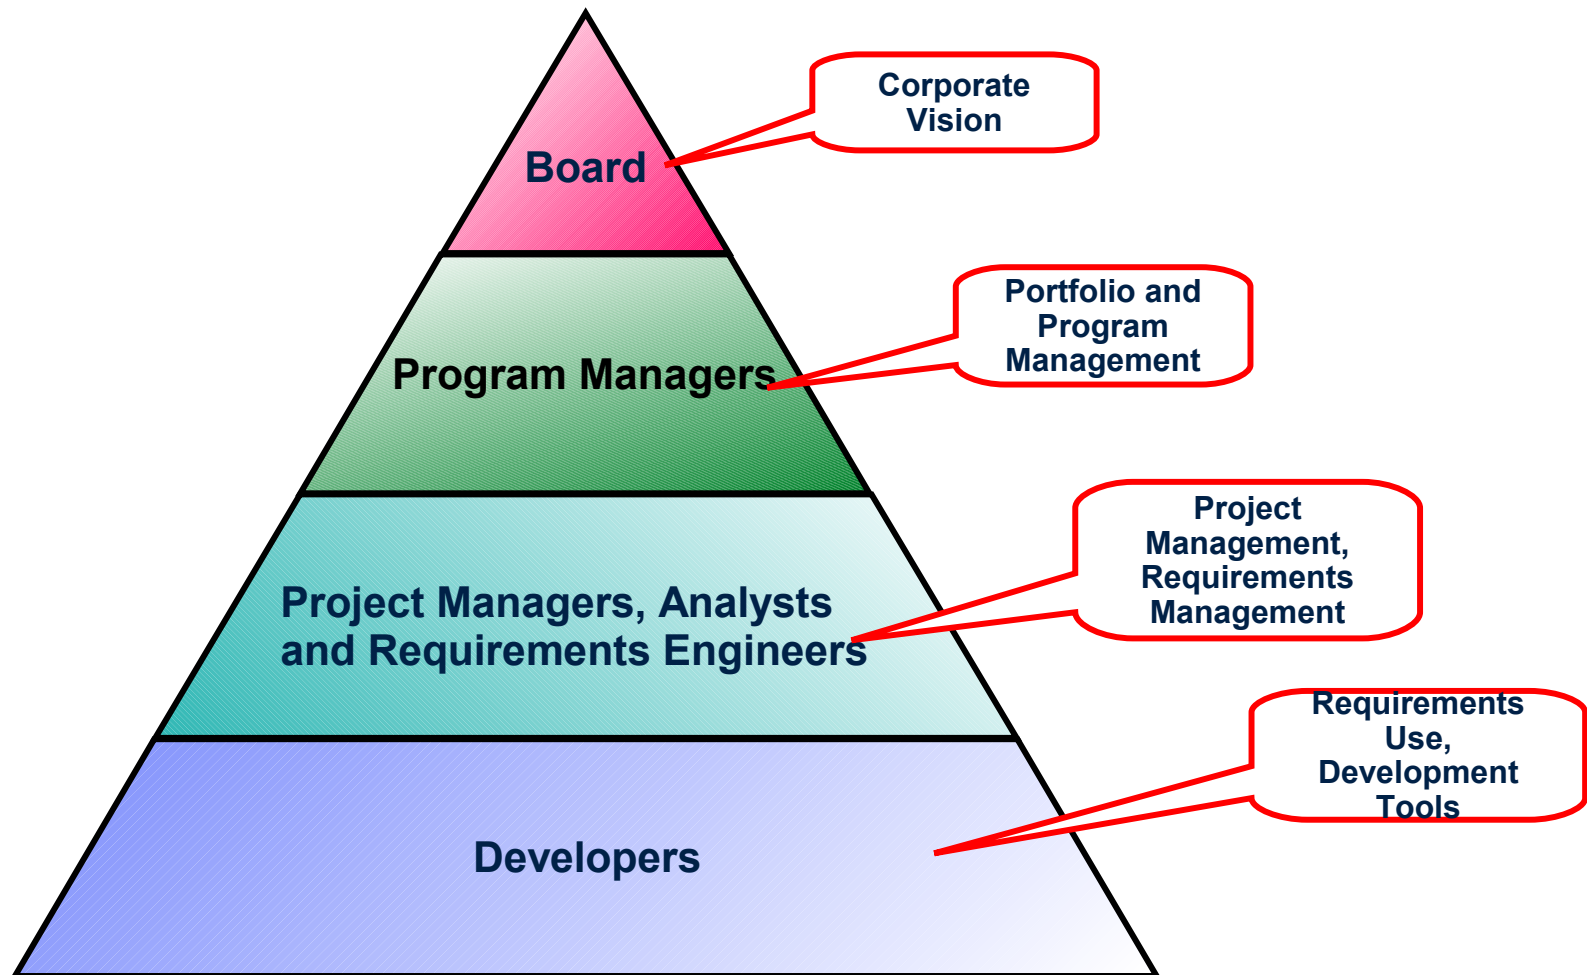 Board
Corporate
Vision
Program Managers
Portfolio and
Program
Management
Project Managers, Analysts
and Requirements Engineers
Project
Management,
Requirements
Management
Developers
Requirements
Use,
Development
Tools